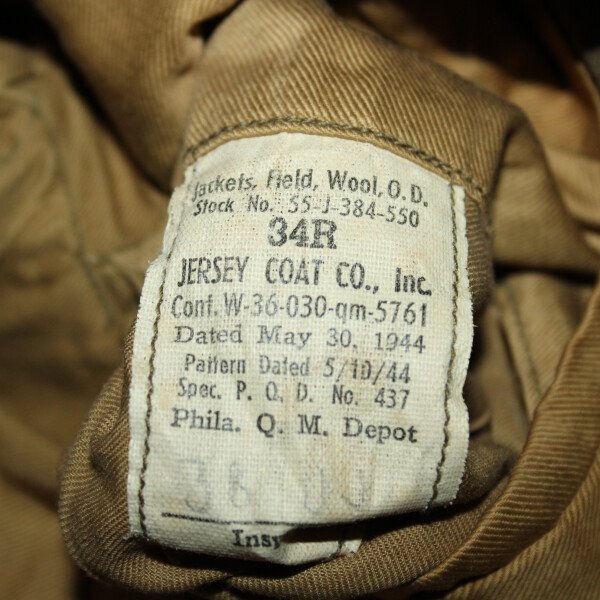 Jackets, Field, Wool, O.D.
Stock No. 55-J-384-550
34R
JERSEY COAT CO., Inc.
Cont. W-36-030-qm-5761
Dated May 30, 1944
Pattern Dated 5/10/44
Spec. P. Q. D. No. 437
Phila. Q. M. Depot